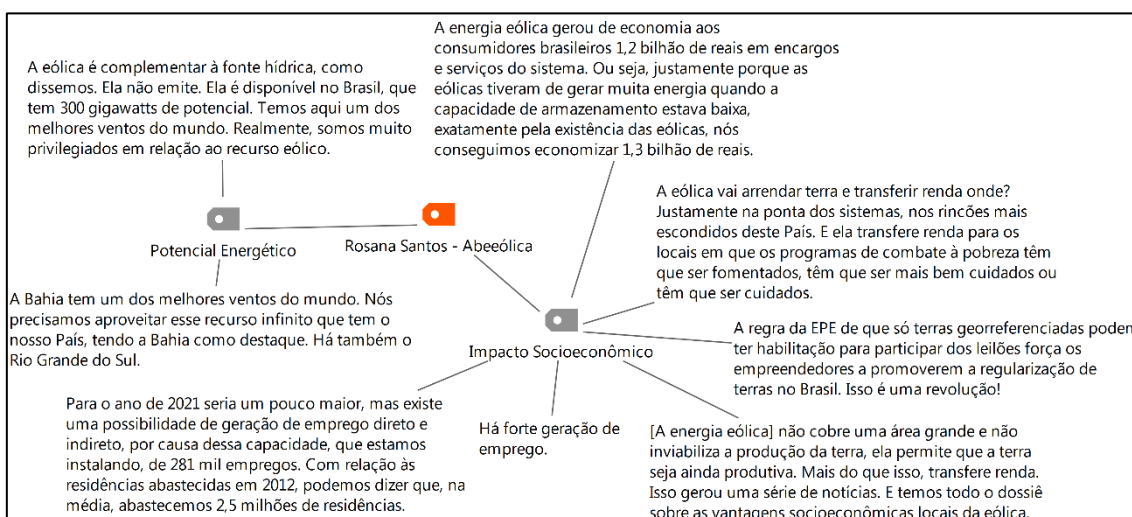 A energia eólica gerou de economia aos
consumidores brasileiros 1,2 bilhão de reais em encargos
e serviços do sistema. Ou seja, justamente porque as
eólicas tiveram de gerar muita energia quando a
capacidade de armazenamento estava baixa,
exatamente pela existência das eólicas, nós
conseguimos economizar 1,3 bilhão de reais.
A eólica é complementar à fonte hídrica, como
dissemos. Ela não emite. Ela é disponível no Brasil, que
tem 300 gigawatts de potencial. Temos aqui um dos
melhores ventos do mundo. Realmente, somos muito
privilegiados em relação ao recurso eólico.
A eólica vai arrendar terra e transferir renda onde?
Justamente na ponta dos sistemas, nos rincões mais
escondidos deste País. E ela transfere renda para os
locais em que os programas de combate à pobreza têm
que ser fomentados, têm que ser mais bem cuidados ou
têm que ser cuidados.
Potencial Energético
Rosana Santos - Abeeólica
A Bahia tem um dos melhores ventos do mundo. Nós
precisamos aproveitar esse recurso infinito que tem o
nosso País, tendo a Bahia como destaque. Há também o
Rio Grande do Sul.
Impacto Socioeconômico
A regra da EPE de que só terras georreferenciadas podem
ter habilitação para participar dos leilões força os
empreendedores a promoverem a regularização de
terras no Brasil. Isso é uma revolução!
Para o ano de 2021 seria um pouco maior, mas existe
uma possibilidade de geração de emprego direto e
indireto, por causa dessa capacidade, que estamos
instalando, de 281 mil empregos. Com relação às
residências abastecidas em 2012, podemos dizer que, na
média, abastecemos 2,5 milhões de residências.
Há forte geração de
emprego.
[A energia eólica] não cobre uma área grande e não
inviabiliza a produção da terra, ela permite que a terra
seja ainda produtiva. Mais do que isso, transfere renda.
Isso gerou uma série de notícias. E temos todo o dossiê
sobre as vantagens socioeconômicas locais da eólica.